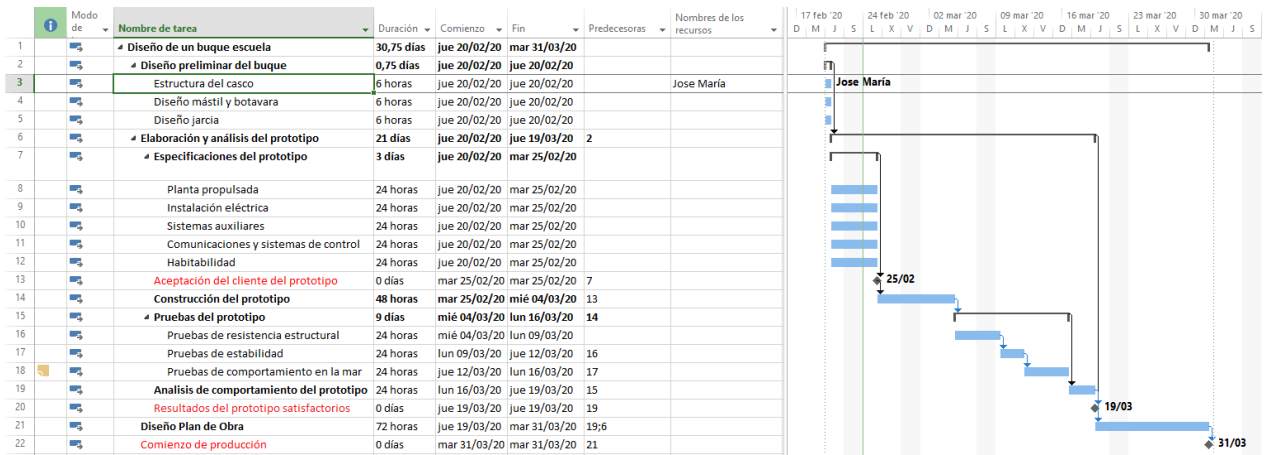 Modo de Nombre de tarea Duración Comienzo Fin Predecesoras Nombres de los recursos
17 feb '20 24 feb '20 02 mar '20 09 mar '20 16 mar '20 23 mar '20 30 mar '20
D M J S L X V D M J S L X V D M J S L X V D M J S
1 Diseño de un buque escuela 30,75 días jue 20/02/20 mar 31/03/20
2 Diseño preliminar del buque 0,75 días jue 20/02/20 jue 20/02/20
3 Estructura del casco 6 horas jue 20/02/20 jue 20/02/20 Jose María Jose María
4 Diseño mástil y botavara 6 horas jue 20/02/20 jue 20/02/20
5 Diseño jarcia 6 horas jue 20/02/20 jue 20/02/20
6 Elaboración y análisis del prototipo 21 días jue 20/02/20 jue 19/03/20 2
7 Especificaciones del prototipo 3 días jue 20/02/20 mar 25/02/20
8 Planta propulsada 24 horas jue 20/02/20 mar 25/02/20
9 Instalación eléctrica 24 horas jue 20/02/20 mar 25/02/20
10 Sistemas auxiliares 24 horas jue 20/02/20 mar 25/02/20
11 Comunicaciones y sistemas de control 24 horas jue 20/02/20 mar 25/02/20
12 Habitabilidad 24 horas jue 20/02/20 mar 25/02/20
13 Aceptación del cliente del prototipo 0 días mar 25/02/20 mar 25/02/20 7 25/02
14 Construcción del prototipo 48 horas mar 25/02/20 mié 04/03/20 13
15 Pruebas del prototipo 9 días mié 04/03/20 lun 16/03/20 14
16 Pruebas de resistencia estructural 24 horas mié 04/03/20 lun 09/03/20
17 Pruebas de estabilidad 24 horas lun 09/03/20 jue 12/03/20 16
18 Pruebas de comportamiento en la mar 24 horas jue 12/03/20 lun 16/03/20 17
19 Analisis de comportamiento del prototipo 24 horas lun 16/03/20 jue 19/03/20 15
20 Resultados del prototipo satisfactorios 0 días jue 19/03/20 jue 19/03/20 19 19/03
21 Diseño Plan de Obra 72 horas jue 19/03/20 mar 31/03/20 19;6
22 Comienzo de producción 0 días mar 31/03/20 mar 31/03/20 21 31/03